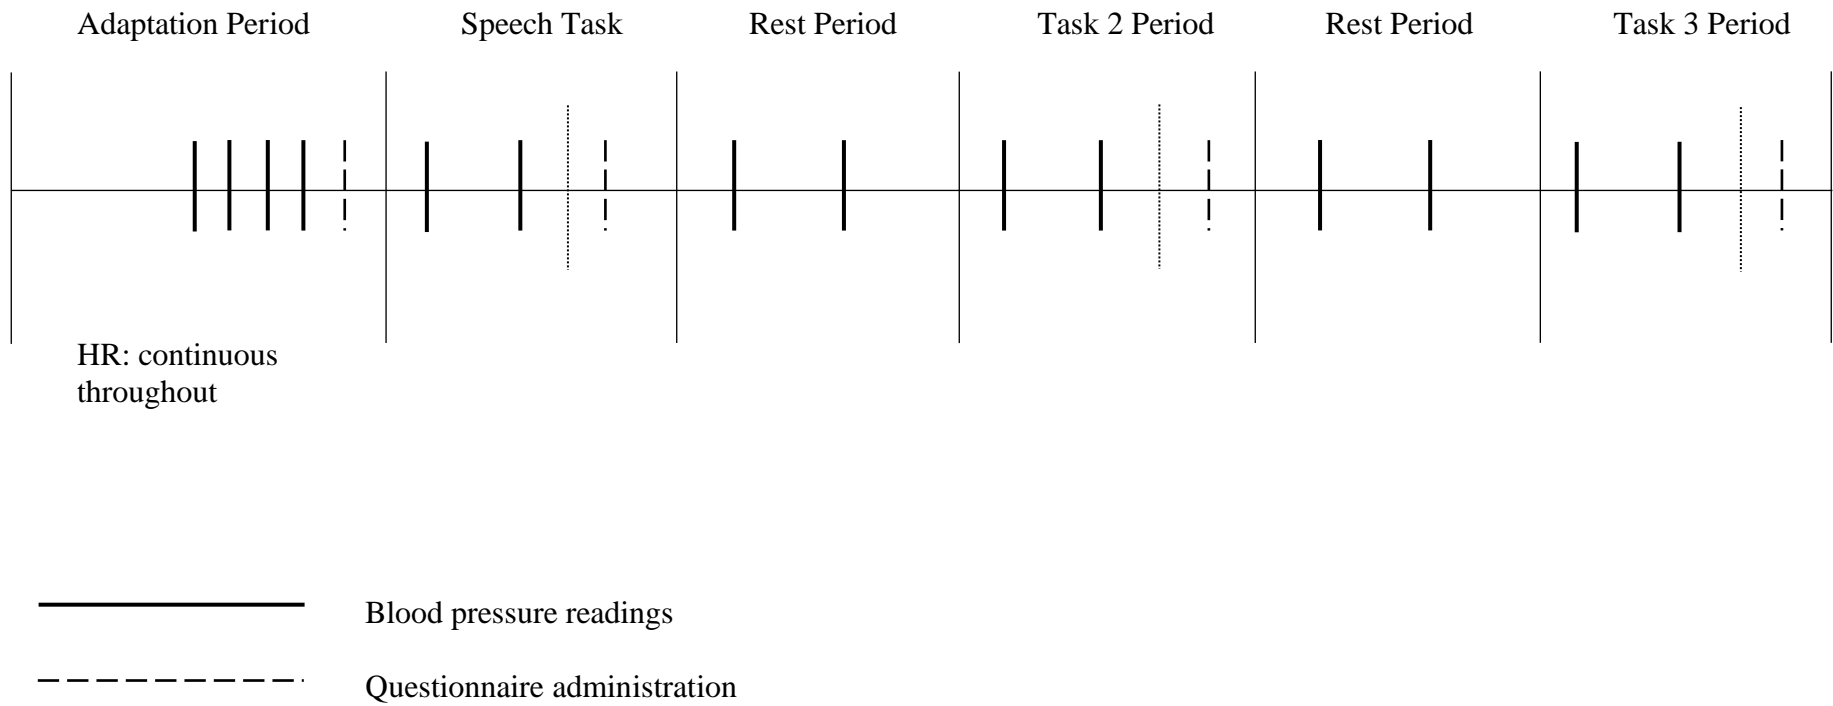 Adaptation Period
Speech Task
Rest Period
Task 2 Period
Rest Period
Task 3 Period
HR: continuous
throughout
Blood pressure readings
Questionnaire administration